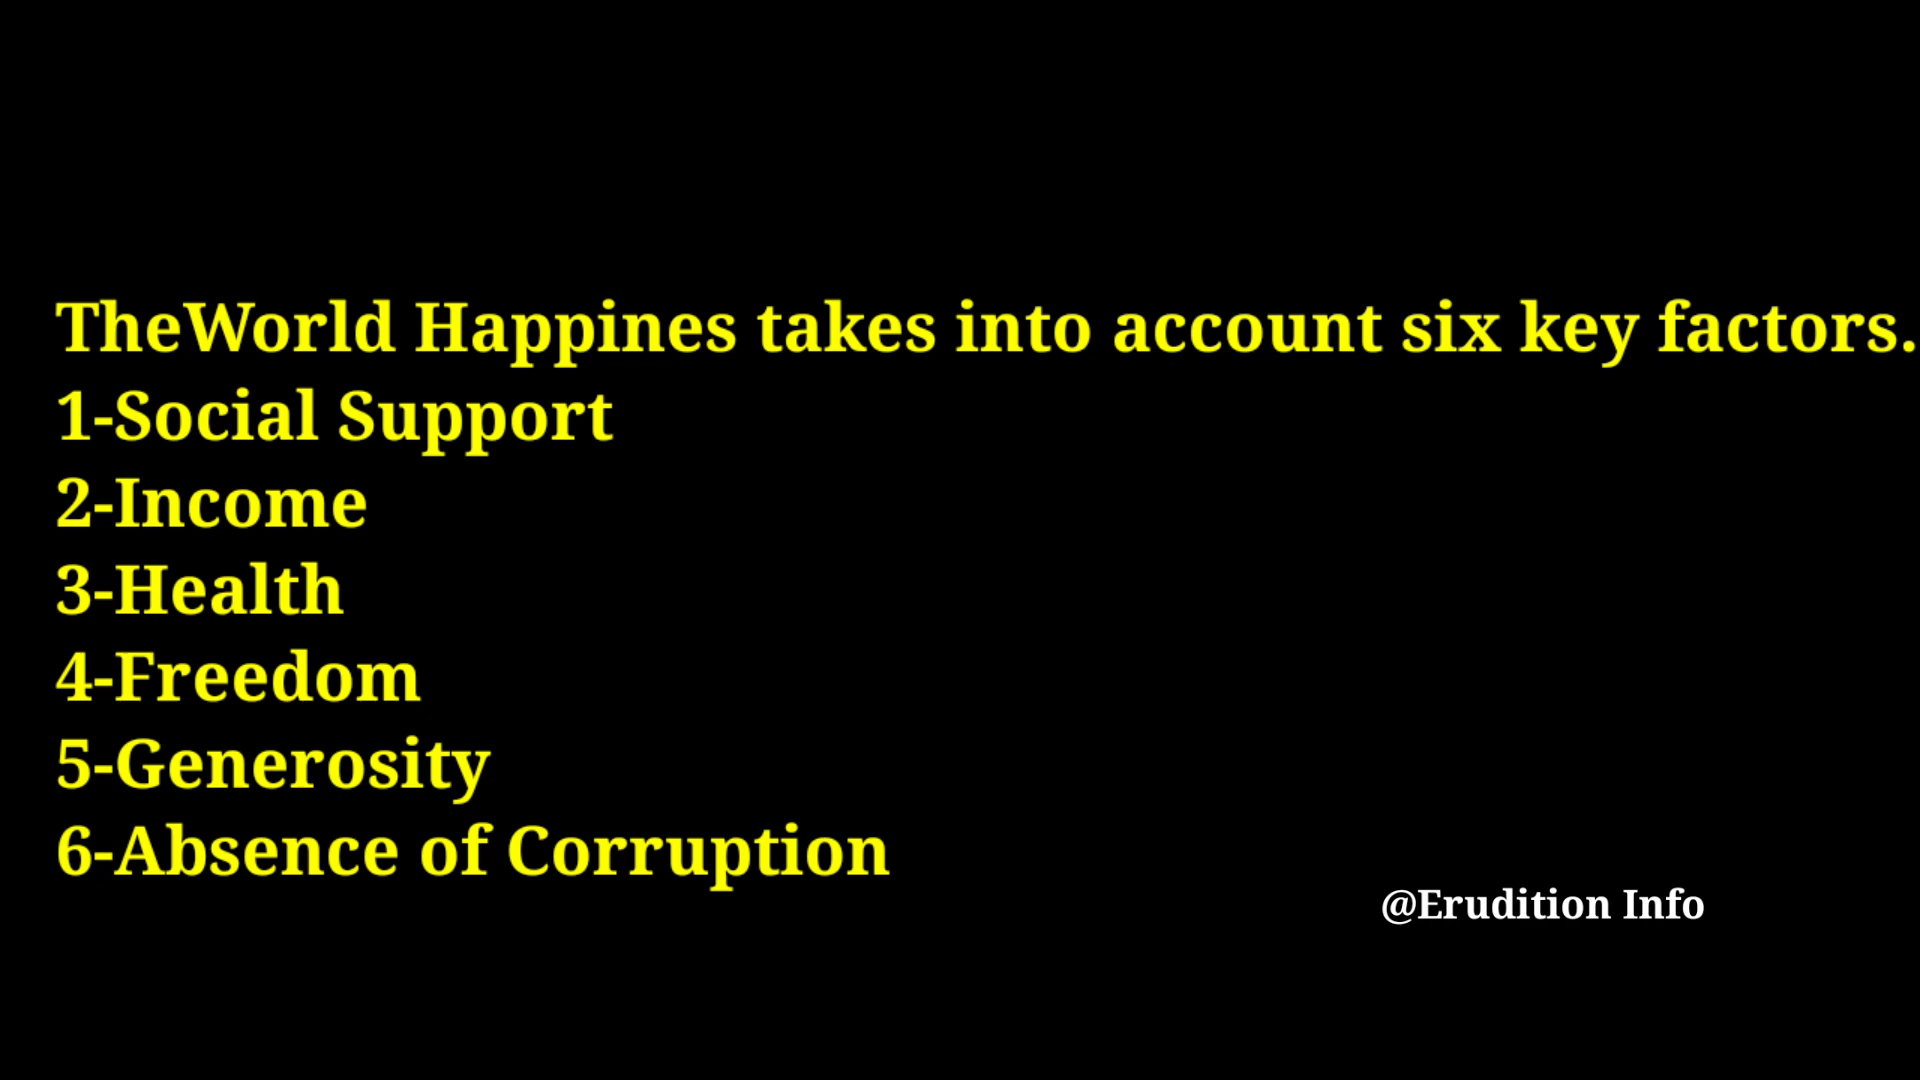 TheWorld Happines takes into account six key factors.
1-Social Support
2-Income
3-Health
4-Freedom
5-Generosity
6-Absence of Corruption
@Erudition Info